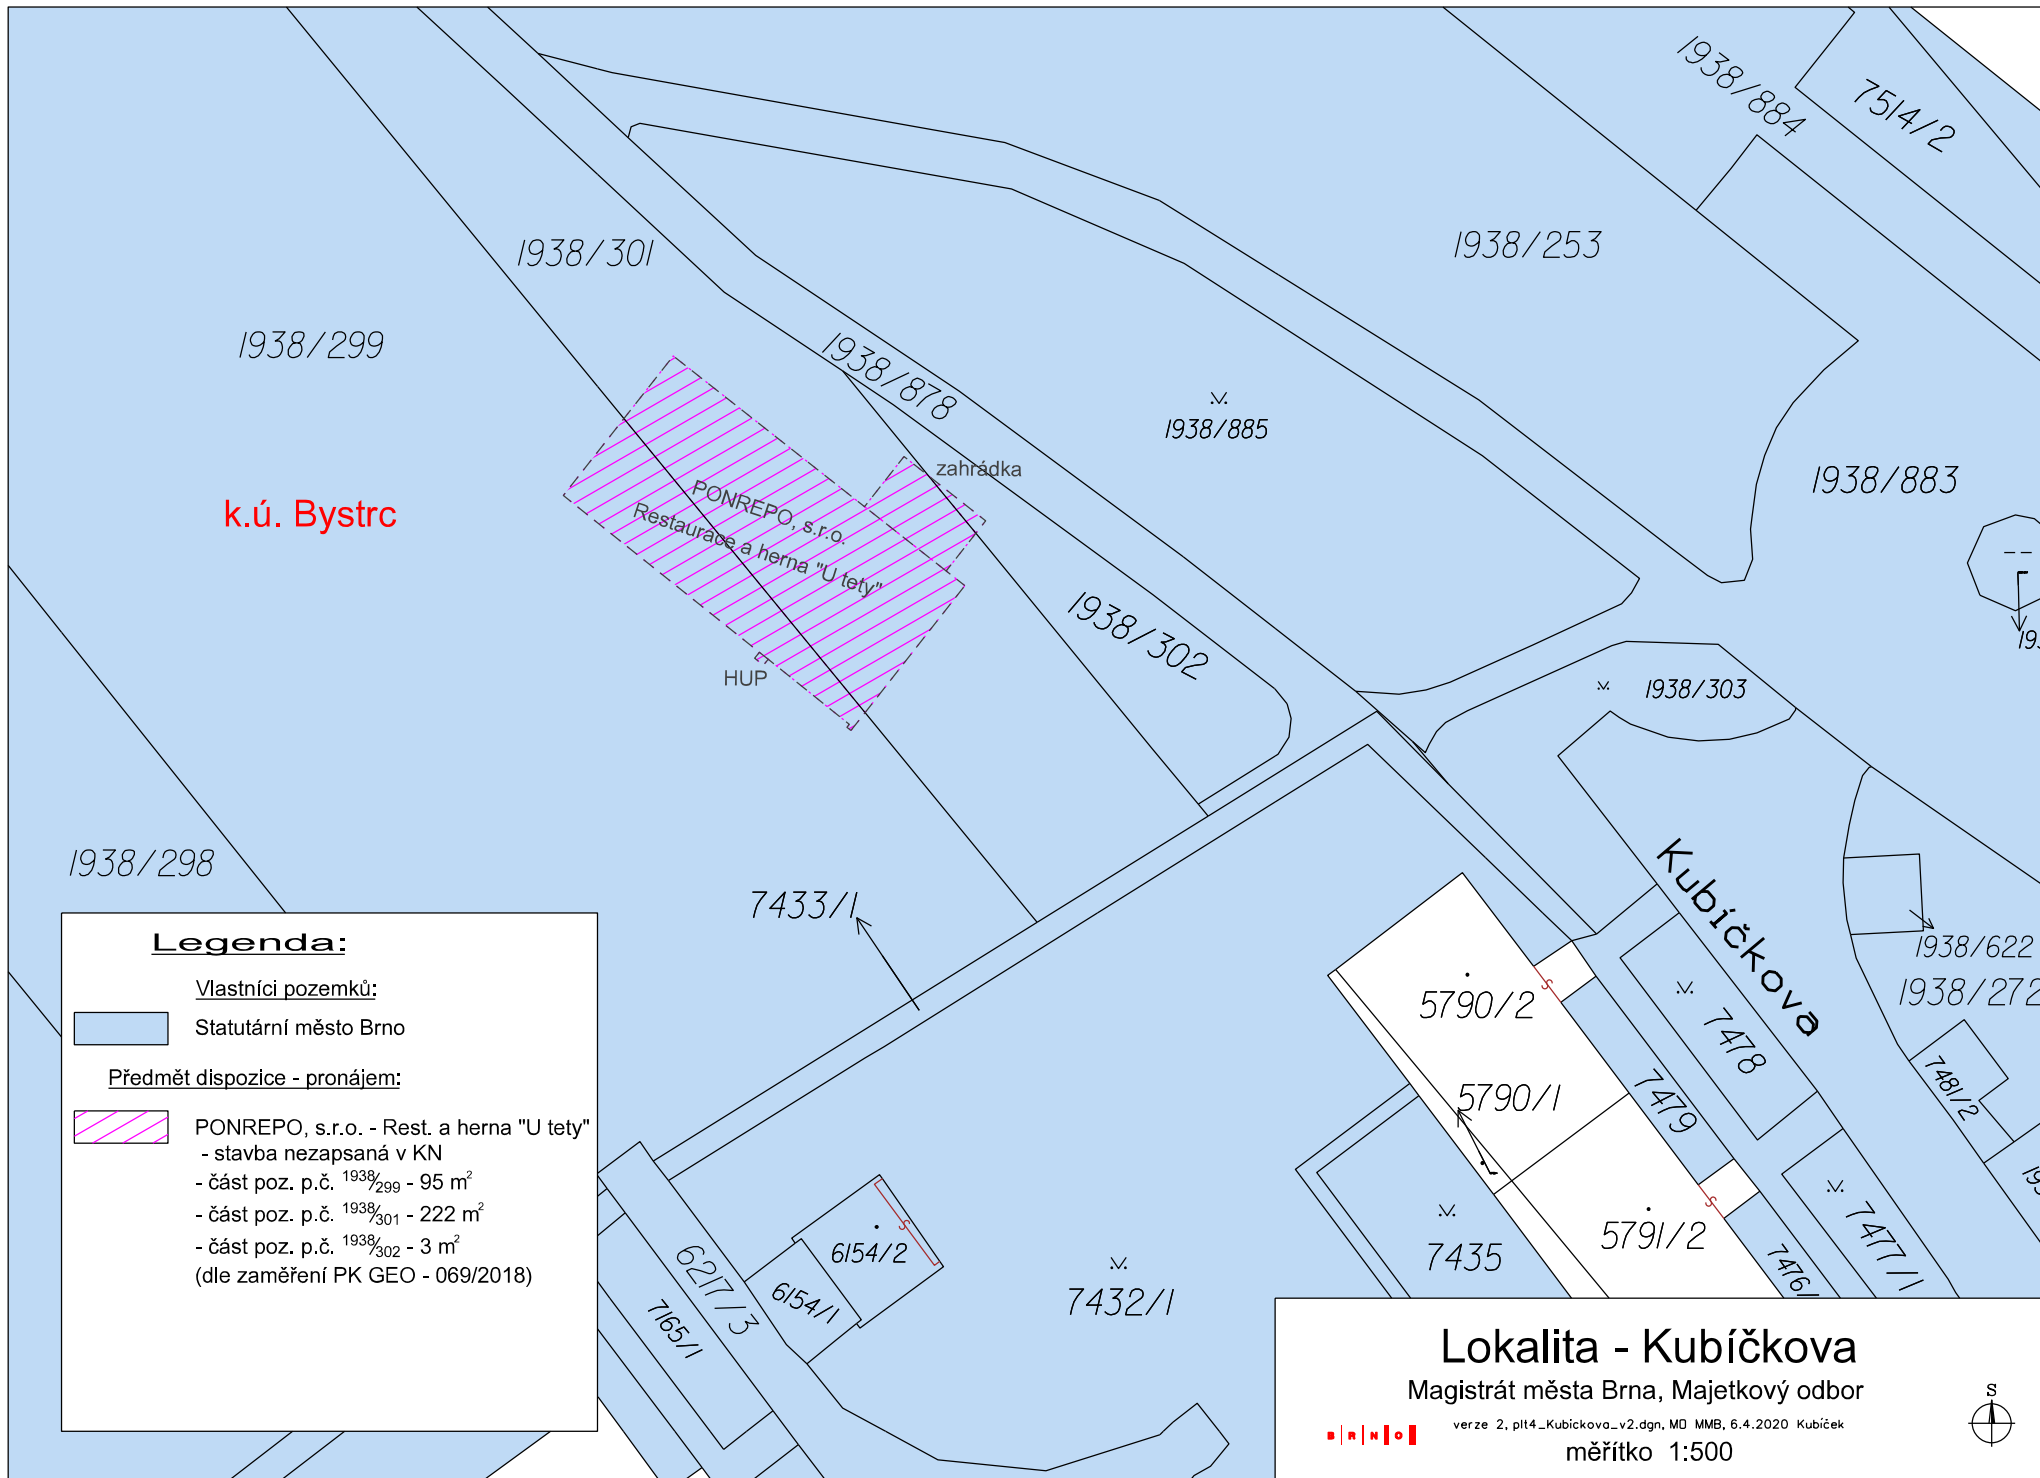 1938/884
7514/2
1938/301
1938/253
1938/299
1938/878
1938/885
zahrádka
1938/883
PONREPO, s.r.o.
Restaurace a herna "U tety"
k.ú. Bystrc
1938/302
HUP
1938/303
1938/298
7433/1
Kubíčkova
1938/622
1938/272
5790/2
7478
5790/1
7479
7481/2
5791/2
7477/1
7476/
7435
7432/1
6154/2
6154/1
6217/3
7165/1
Legenda:
Vlastníci pozemků:
Statutární město Brno
Předmět dispozice - pronájem:
PONREPO, s.r.o. - Rest. a herna "U tety"
- stavba nezapsaná v KN
- část poz. p.č. 1938/299 - 95 m²
- část poz. p.č. 1938/301 - 222 m²
- část poz. p.č. 1938/302 - 3 m²
(dle zaměření PK GEO - 069/2018)
Lokalita - Kubíčkova
Magistrát města Brna, Majetkový odbor
verze 2, plt4_Kubickova_v2.dgn, MO MMB, 6.4.2020 Kubíček
měřítko 1:500
B R N O
S